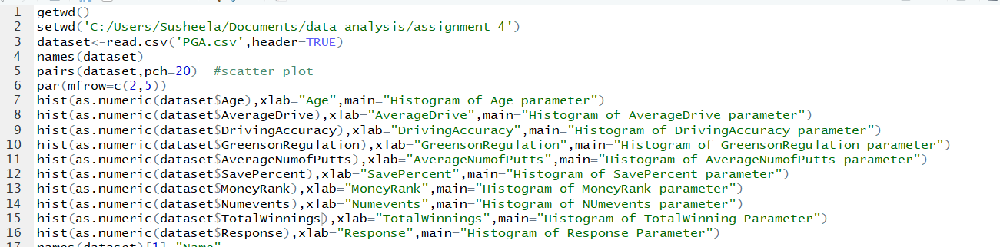 1 getwd()
2 setwd('C:/Users/Susheela/Documents/data analysis/assignment 4')
3 dataset<-read.csv('PGA.csv',header=TRUE)
4 names(dataset)
5 pairs(dataset,pch=20)  #scatter plot
6 par(mfrow=c(2,5))
7 hist(as.numeric(dataset$Age),xlab="Age",main="Histogram of Age parameter")
8 hist(as.numeric(dataset$AverageDrive),xlab="AverageDrive",main="Histogram of AverageDrive parameter")
9 hist(as.numeric(dataset$DrivingAccuracy),xlab="DrivingAccuracy",main="Histogram of DrivingAccuracy parameter")
10 hist(as.numeric(dataset$GreensonRegulation),xlab="GreensonRegulation",main="Histogram of GreensonRegulation parameter")
11 hist(as.numeric(dataset$AverageNumofPutts),xlab="AverageNumofPutts",main="Histogram of AverageNumofPutts parameter")
12 hist(as.numeric(dataset$SavePercent),xlab="SavePercent",main="Histogram of SavePercent parameter")
13 hist(as.numeric(dataset$MoneyRank),xlab="MoneyRank",main="Histogram of MoneyRank parameter")
14 hist(as.numeric(dataset$Numevents),xlab="Numevents",main="Histogram of NUmevents parameter")
15 hist(as.numeric(dataset$TotalWinnings),xlab="TotalWinnings",main="Histogram of TotalWinning Parameter")
16 hist(as.numeric(dataset$Response),xlab="Response",main="Histogram of Response Parameter")